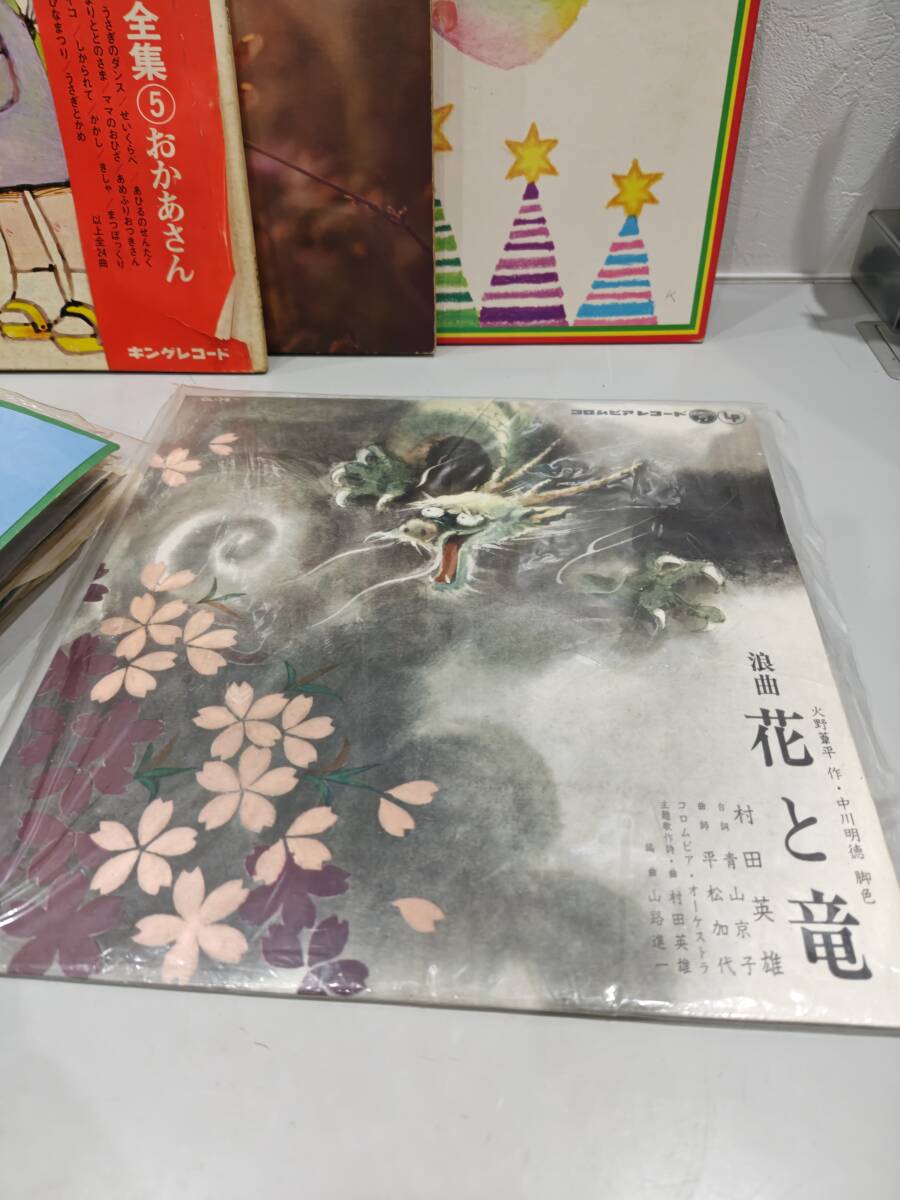 全集⑤おかあさん
うさぎのダンス／せいくらべ／あひるのせんたく
ととのさま／ママのおひざ／あめふりおつきさん
しかられて／かかし／きしゃ／まつぼっくり
ひなまつり／うさぎとかめ
以上全24曲
キングレコード
コロムビアレコード
LP
浪曲
花と竜
火野葦平 作・中川明徳 脚色
村田英雄
台詞 青山京子
曲師 平松加代
コロムビア・オーケストラ
主題歌作詩・曲 村田英雄
編曲 山路進一